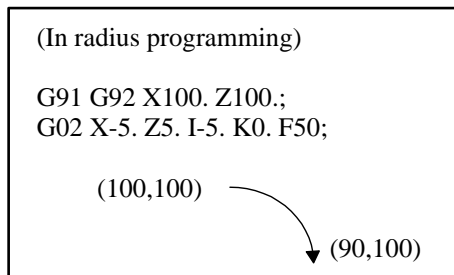 (In radius programming)
G91 G92 X100. Z100.;
G02 X-5. Z5. I-5. K0. F50;
(100,100)
(90,100)